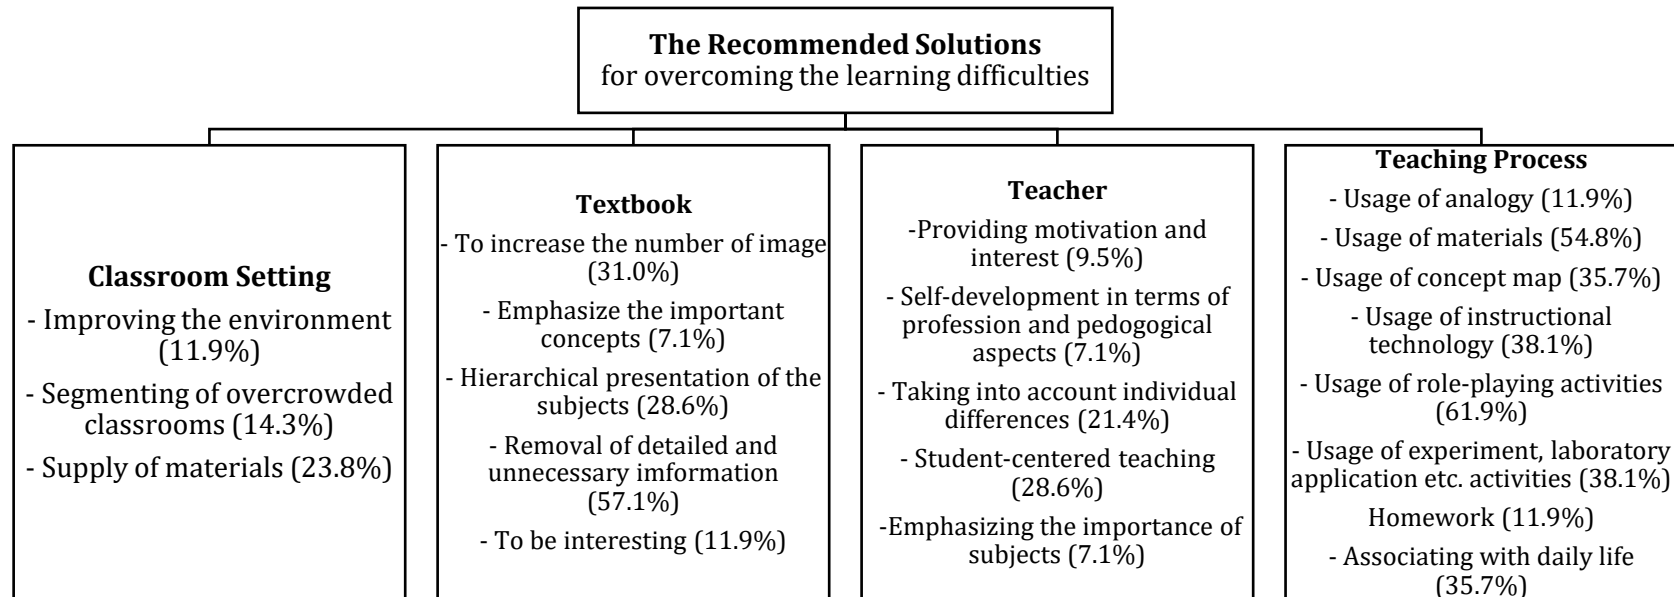 The Recommended Solutions
for overcoming the learning difficulties
Classroom Setting
- Improving the environment
(11.9%)
- Segmenting of overcrowded
classrooms (14.3%)
- Supply of materials (23.8%)
Textbook
- To increase the number of image
(31.0%)
- Emphasize the important
concepts (7.1%)
- Hierarchical presentation of the
subjects (28.6%)
- Removal of detailed and
unnecessary imformation
(57.1%)
- To be interesting (11.9%)
Teacher
-Providing motivation and
interest (9.5%)
- Self-development in terms of
profession and pedogogical
aspects (7.1%)
- Taking into account individual
differences (21.4%)
- Student-centered teaching
(28.6%)
-Emphasizing the importance of
subjects (7.1%)
Teaching Process
- Usage of analogy (11.9%)
- Usage of materials (54.8%)
- Usage of concept map (35.7%)
- Usage of instructional
technology (38.1%)
- Usage of role-playing activities
(61.9%)
- Usage of experiment, laboratory
application etc. activities (38.1%)
Homework (11.9%)
- Associating with daily life
(35.7%)